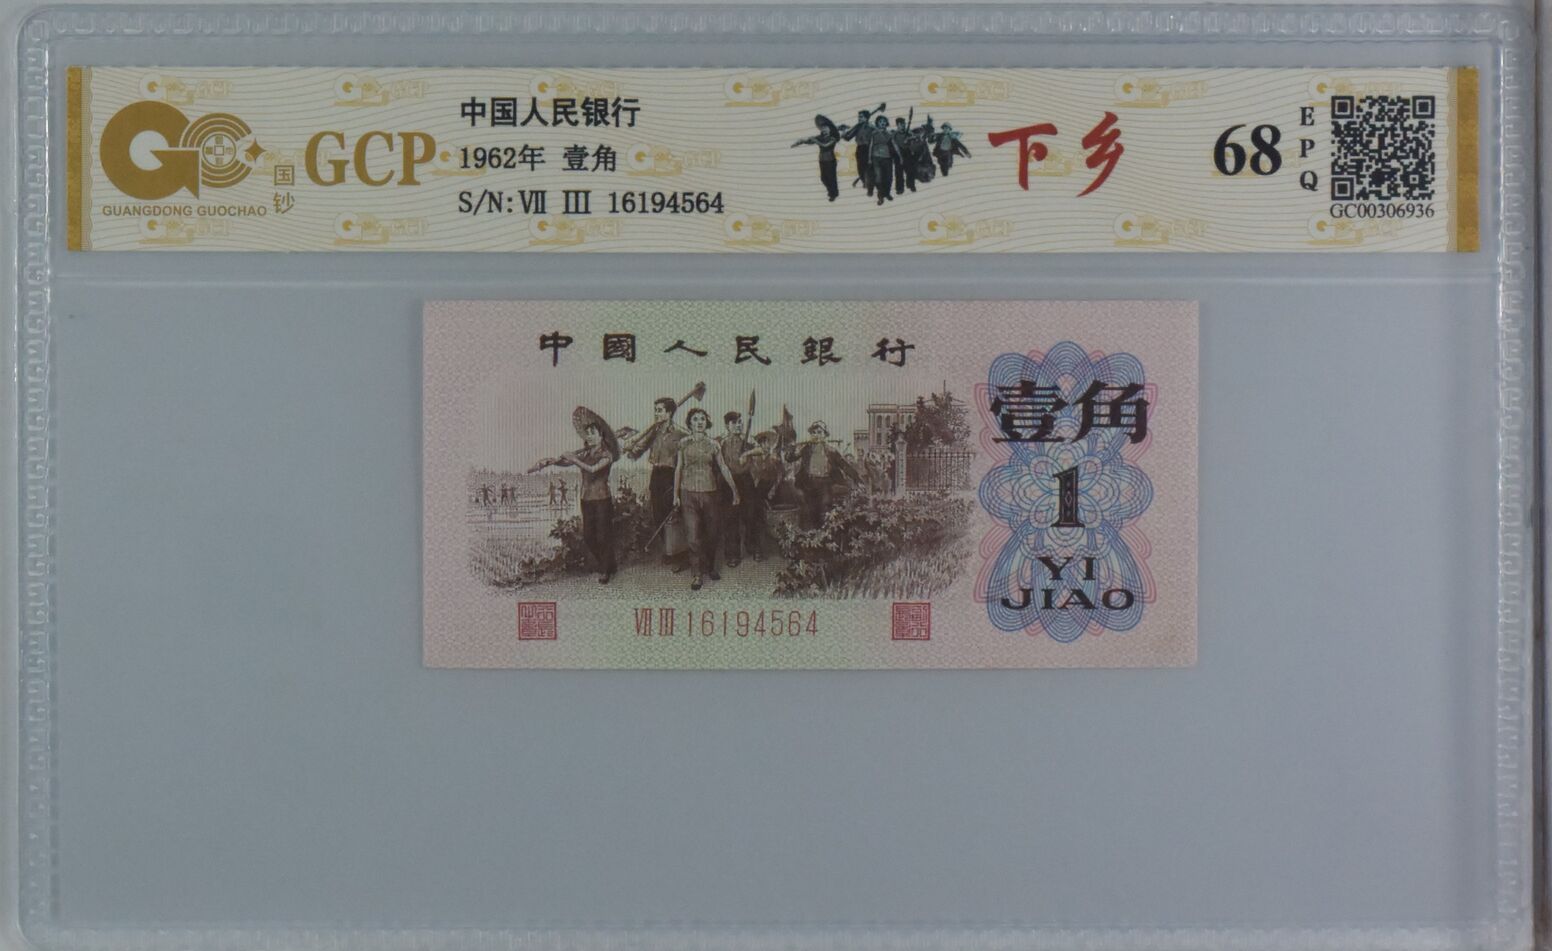 GUANGDONG GUOCHAO
国钞
GCP
中国人民银行
1962年 壹角
S/N: Ⅶ Ⅲ 16194564
下乡
68
EPQ
GC00306936
中國人民銀行
壹角
1
YI
JIAO
Ⅶ Ⅲ 16194564